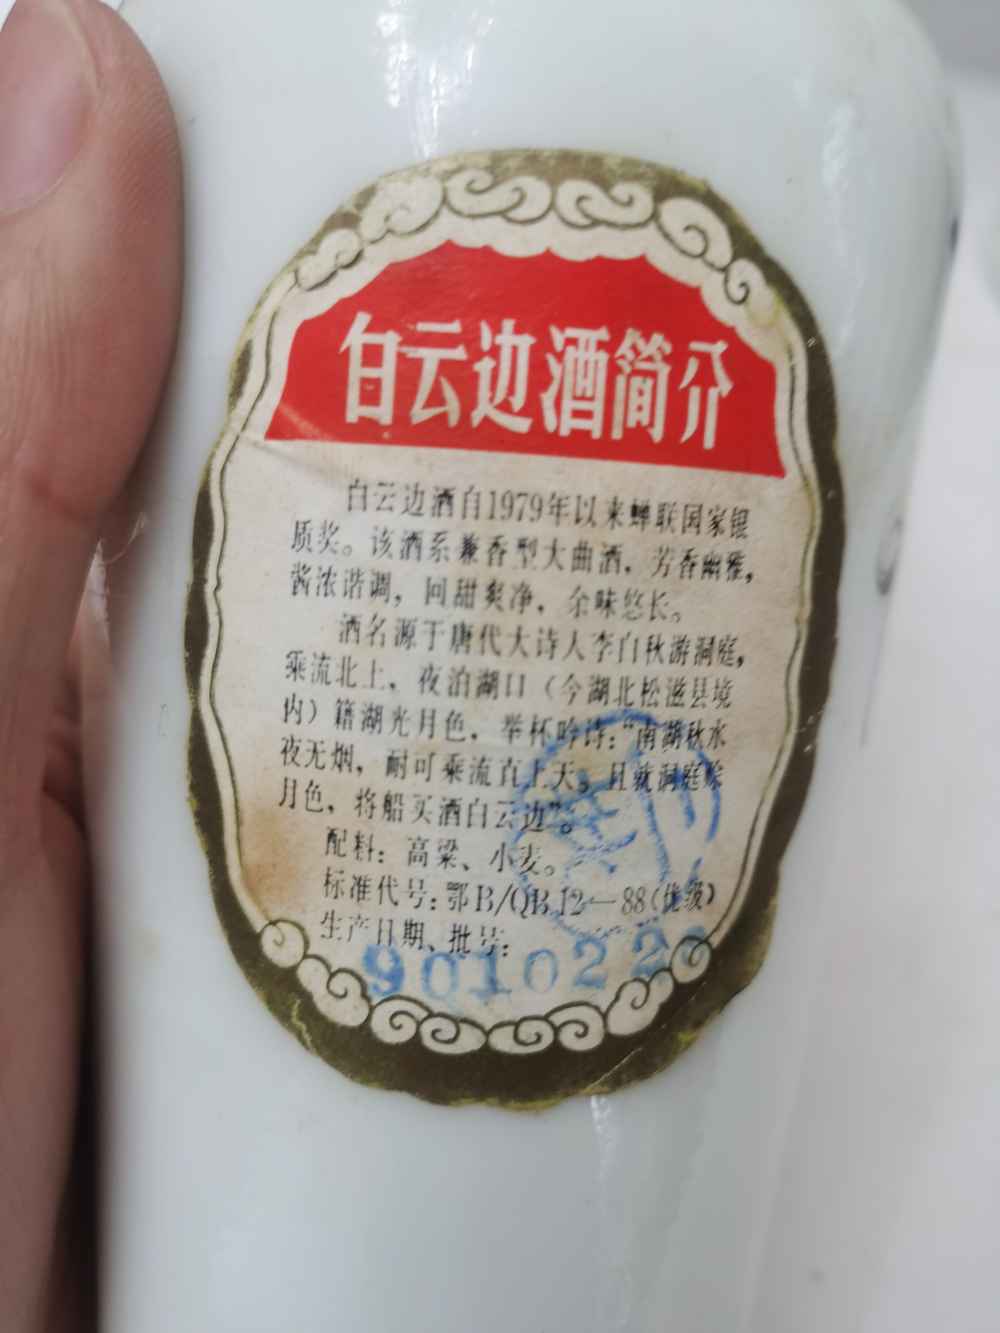 白云边酒简介
白云边酒自1979年以来蝉联国家银
质奖。该酒系兼香型大曲酒，芳香幽雅，
酱浓谐调，回甜爽净，余味悠长。
酒名源于唐代大诗人李白秋游洞庭，
乘流北上，夜泊湖口（今湖北松滋县境
内）籍湖光月色，举杯吟诗：“南湖秋水
夜无烟，耐可乘流直上天。且就洞庭赊
月色，将船买酒白云边”。
配料：高粱、小麦。
标准代号：鄂B/QB12—88（优级）
生产日期、批号：
901022